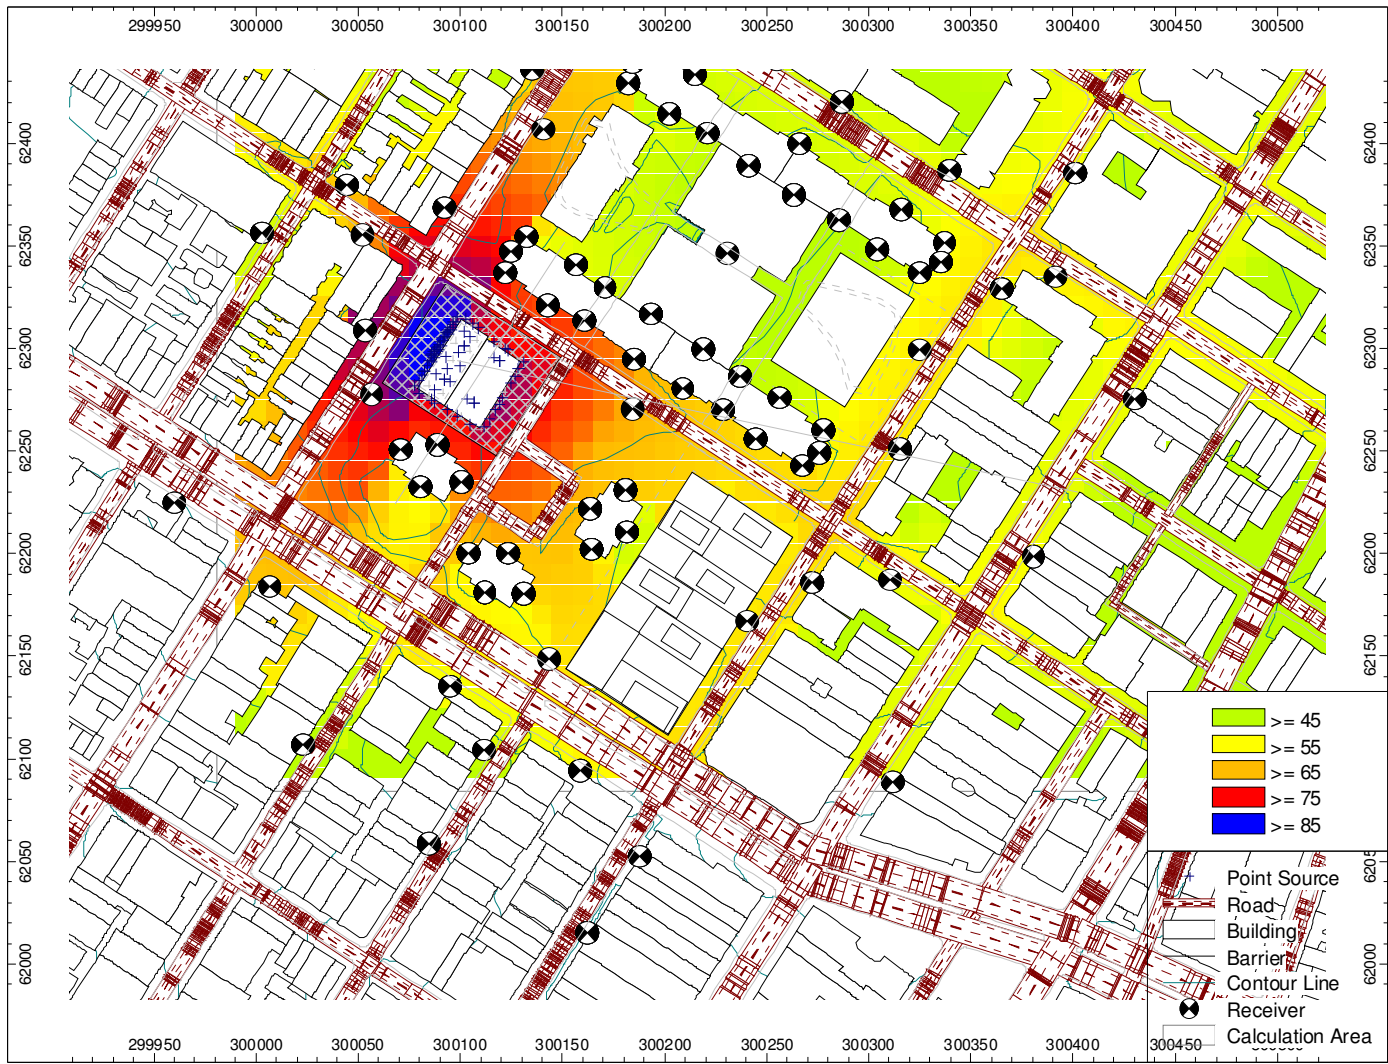 299950 300000 300050 300100 300150 300200 300250 300300 300350 300400 300450 300500
62400 62400
62350 62350
62300 62300
62250 62250
62200 62200
62150 62150
62100
62050
62000 62000
>= 45
>= 55
>= 65
>= 75
>= 85
Point Source
Road
Building
Barrier
Contour Line
Receiver
Calculation Area
299950 300000 300050 300100 300150 300200 300250 300300 300350 300400 300450